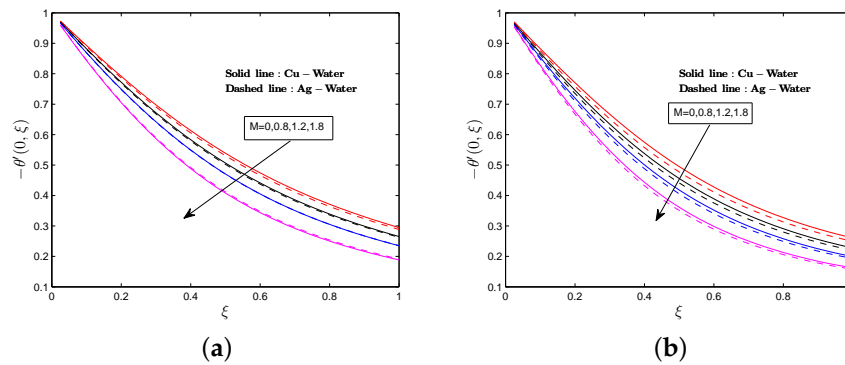 1
0.9
0.8
0.7
0.6
0.5
0.4
0.3
0.2
0.1
0
0.2
0.4
0.6
0.8
1
−θ′(0, ξ)
ξ
Solid line : Cu − Water
Dashed line : Ag − Water
M=0,0.8,1.2,1.8
(a)
1
0.9
0.8
0.7
0.6
0.5
0.4
0.3
0.2
0.1
0
0.2
0.4
0.6
0.8
−θ′(0, ξ)
ξ
Solid line : Cu − Water
Dashed line : Ag − Water
M=0,0.8,1.2,1.8
(b)